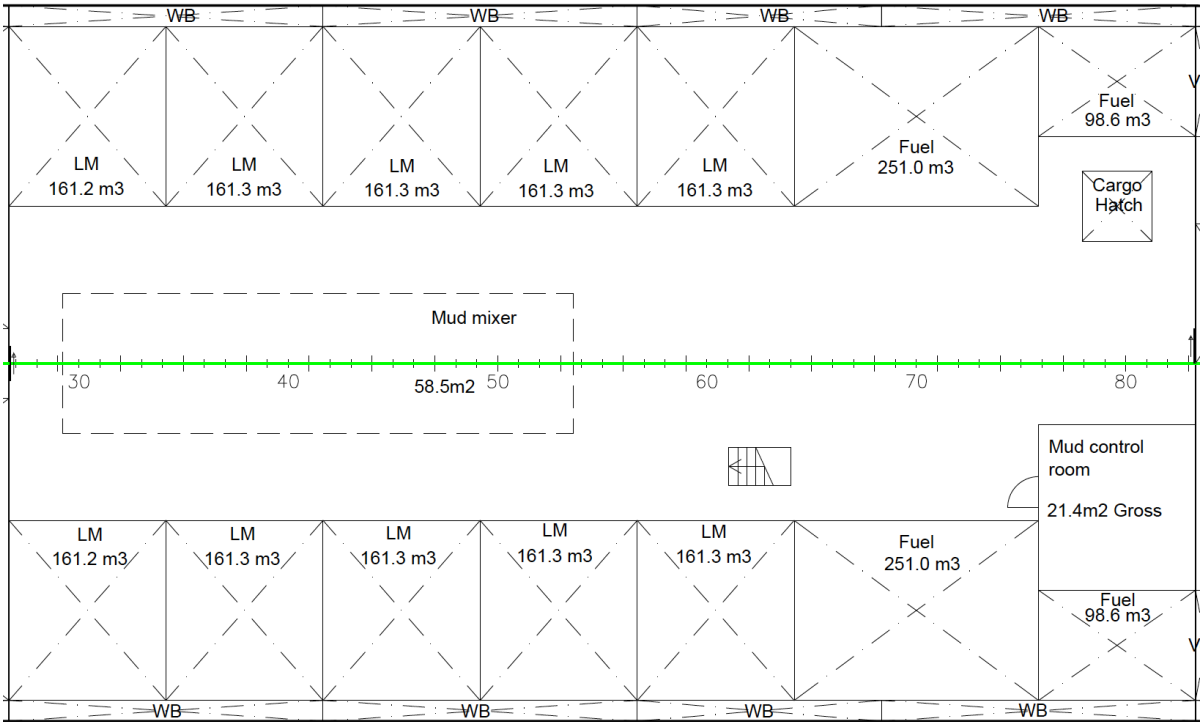 WB WB WB WB
LM
161.2 m3
LM
161.3 m3
LM
161.3 m3
LM
161.3 m3
LM
161.3 m3
Fuel
251.0 m3
Fuel
98.6 m3
Cargo
Hatch
Mud mixer
30 40 50 60 70 80
58.5m2
Mud control
room
21.4m2 Gross
LM
161.2 m3
LM
161.3 m3
LM
161.3 m3
LM
161.3 m3
LM
161.3 m3
Fuel
251.0 m3
Fuel
98.6 m3
WB WB WB WB